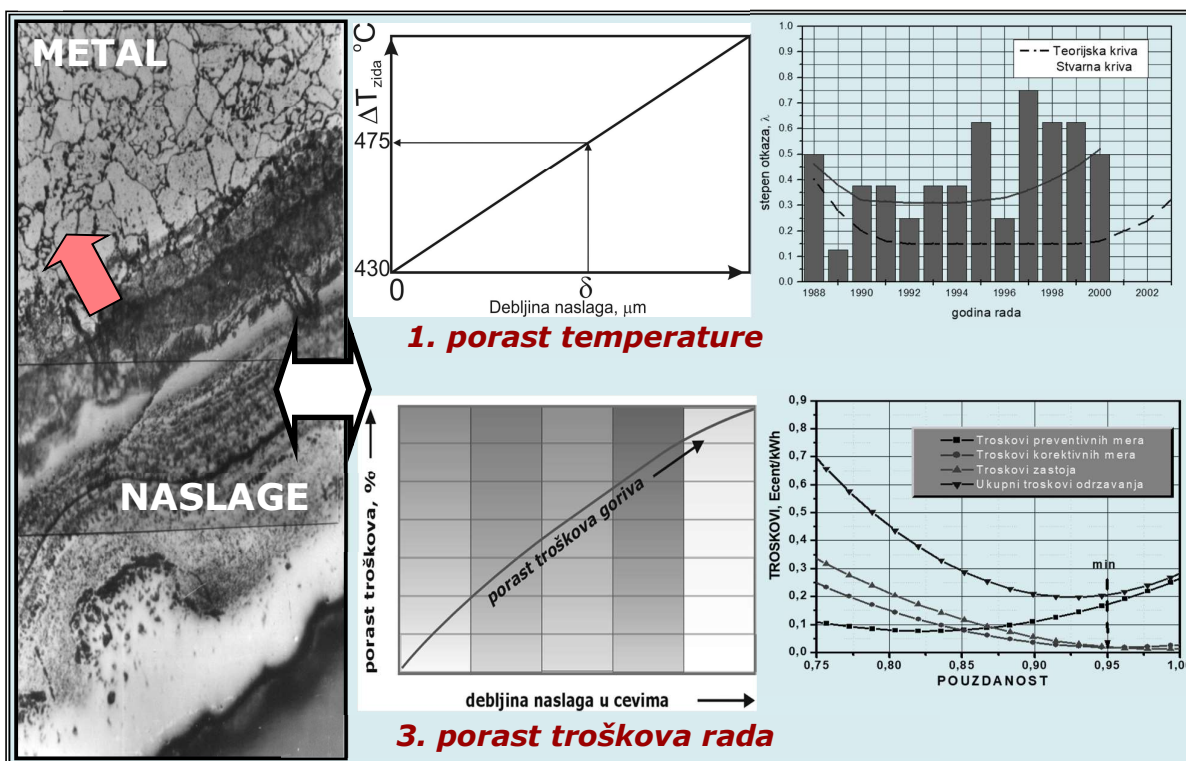 METAL
NASLAGE
°C
ΔT zida
475
430
0
δ
Debljina naslaga, μm
1. porast temperature
stepen otkaza, λ
1.0
0.9
0.8
0.7
0.6
0.5
0.4
0.3
0.2
0.1
0.0
Teorijska kriva
Stvarna kriva
1988 1990 1992 1994 1996 1998 2000 2002
godina rada
porast troškova, %
porast troškova goriva
debljina naslaga u cevima
3. porast troškova rada
TROSKOVI, Ecent/kWh
0,9
0,8
0,7
0,6
0,5
0,4
0,3
0,2
0,1
0,0
Troskovi preventivnih mera
Troskovi korektivnih mera
Troskovi zastoja
Ukupni troskovi odrzavanja
min
0,75 0,80 0,85 0,90 0,95 1,00
POUZDANOST